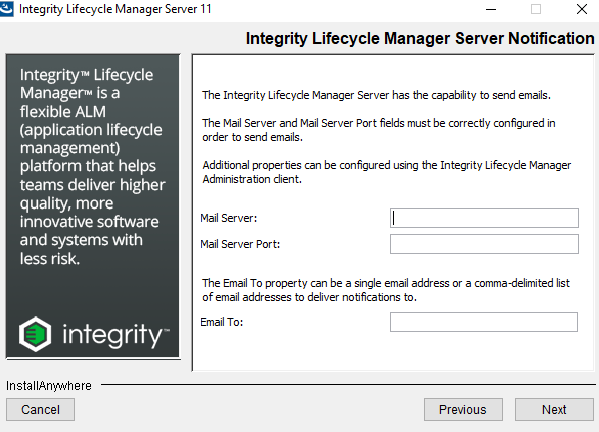 Integrity Lifecycle Manager Server 11
Integrity Lifecycle Manager Server Notification
Integrity™ Lifecycle
Manager™ is a
flexible ALM
(application lifecycle
management)
platform that helps
teams deliver higher
quality, more
innovative software
and systems with
less risk.
integrity™
The Integrity Lifecycle Manager Server has the capability to send emails.
The Mail Server and Mail Server Port fields must be correctly configured in
order to send emails.
Additional properties can be configured using the Integrity Lifecycle Manager
Administration client.
Mail Server:
Mail Server Port:
The Email To property can be a single email address or a comma-delimited list
of email addresses to deliver notifications to.
Email To:
InstallAnywhere
Cancel
Previous
Next